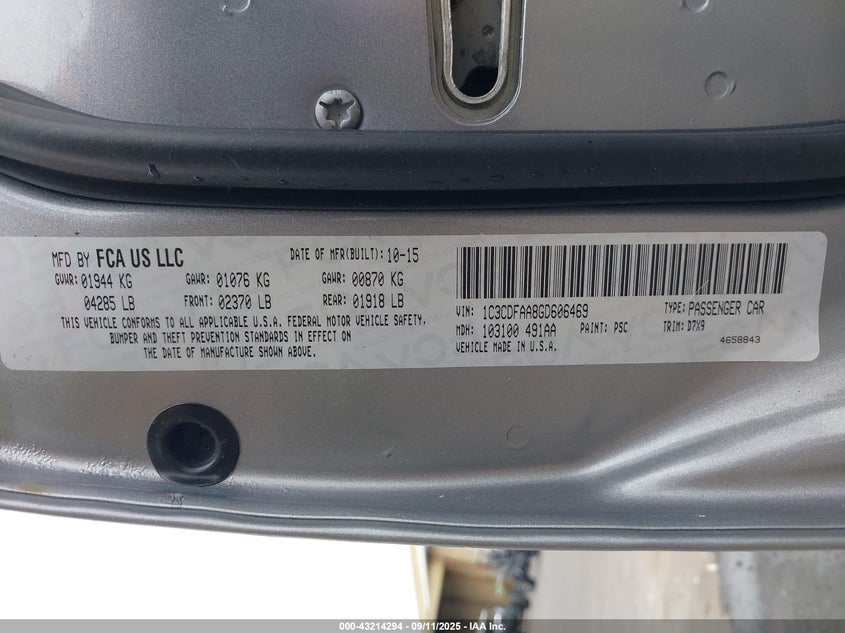 MFD BY FCA US LLC DATE OF MFR(BUILT): 10-15
GVWR: 01944 KG GAWR: 01076 KG GAWR: 00870 KG
04285 LB FRONT: 02370 LB REAR: 01918 LB
THIS VEHICLE CONFORMS TO ALL APPLICABLE U.S.A. FEDERAL MOTOR VEHICLE SAFETY,
BUMPER AND THEFT PREVENTION STANDARDS IN EFFECT ON
THE DATE OF MANUFACTURE SHOWN ABOVE.
VIN: 1C3CDFAA8GD606469 TYPE: PASSENGER CAR
MDH: 103100 491AA PAINT: PSC TRIM: D7X9
VEHICLE MADE IN U.S.A. 4658843
000-43214294 - 09/11/2025 - IAA Inc.